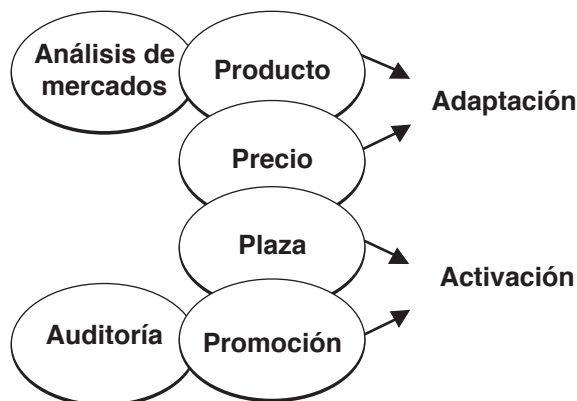 Análisis de
mercados
Producto
Adaptación
Precio
Plaza
Activación
Auditoría
Promoción